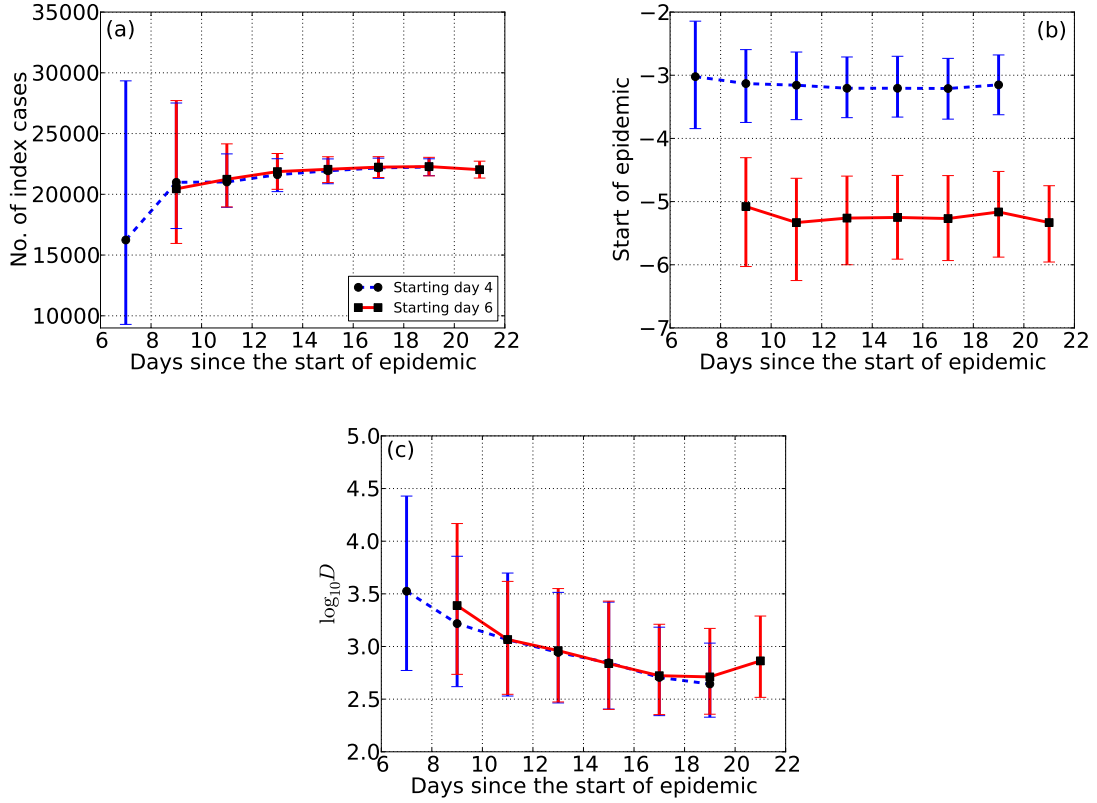 (a)
No. of index cases
35000
30000
25000
20000
15000
10000
6 8 10 12 14 16 18 20 22
Days since the start of epidemic
Starting day 4
Starting day 6
(b)
Start of epidemic
−2
−3
−4
−5
−6
−7
6 8 10 12 14 16 18 20 22
Days since the start of epidemic
(c)
log₁₀D
5.0
4.5
4.0
3.5
3.0
2.5
2.0
6 8 10 12 14 16 18 20 22
Days since the start of epidemic